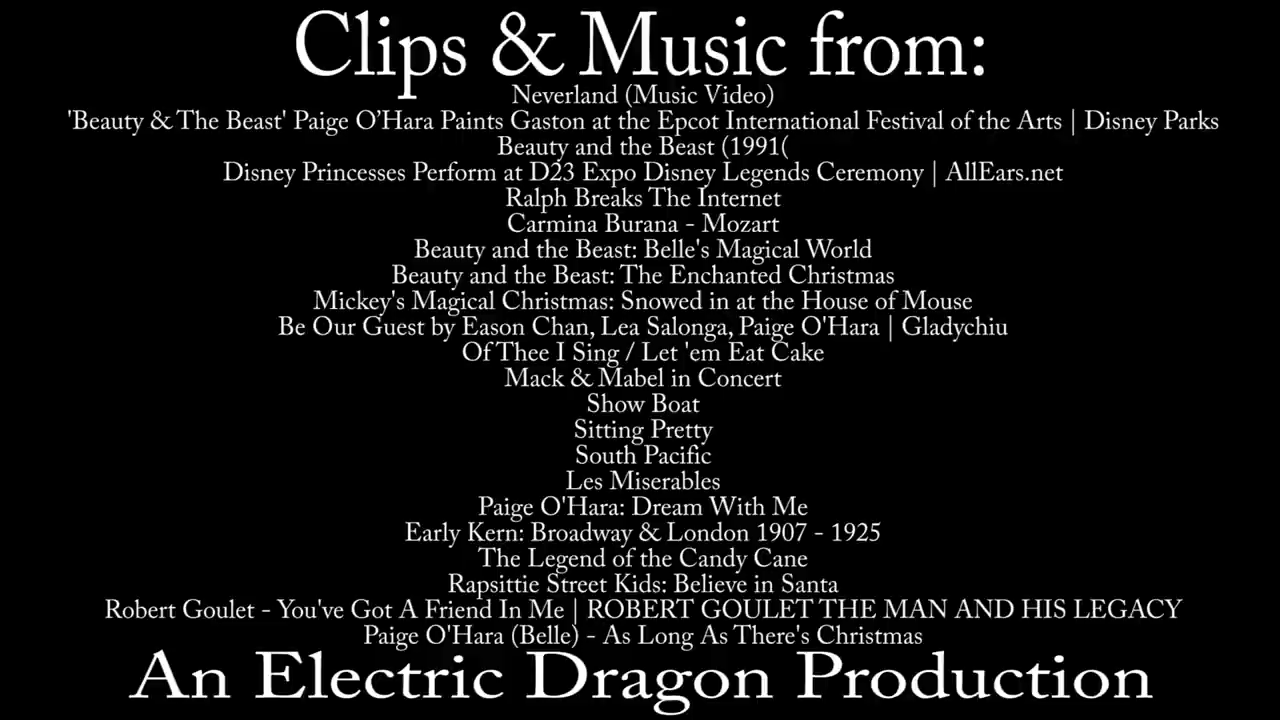 Clips & Music from:
Neverland (Music Video)
'Beauty & The Beast' Paige O’Hara Paints Gaston at the Epcot International Festival of the Arts | Disney Parks
Beauty and the Beast (1991(
Disney Princesses Perform at D23 Expo Disney Legends Ceremony | AllEars.net
Ralph Breaks The Internet
Carmina Burana - Mozart
Beauty and the Beast: Belle's Magical World
Beauty and the Beast: The Enchanted Christmas
Mickey's Magical Christmas: Snowed in at the House of Mouse
Be Our Guest by Eason Chan, Lea Salonga, Paige O'Hara | Gladychiu
Of Thee I Sing / Let 'em Eat Cake
Mack & Mabel in Concert
Show Boat
Sitting Pretty
South Pacific
Les Miserables
Paige O'Hara: Dream With Me
Early Kern: Broadway & London 1907 - 1925
The Legend of the Candy Cane
Rapsittie Street Kids: Believe in Santa
Robert Goulet - You've Got A Friend In Me | ROBERT GOULET THE MAN AND HIS LEGACY
Paige O'Hara (Belle) - As Long As There's Christmas
An Electric Dragon Production